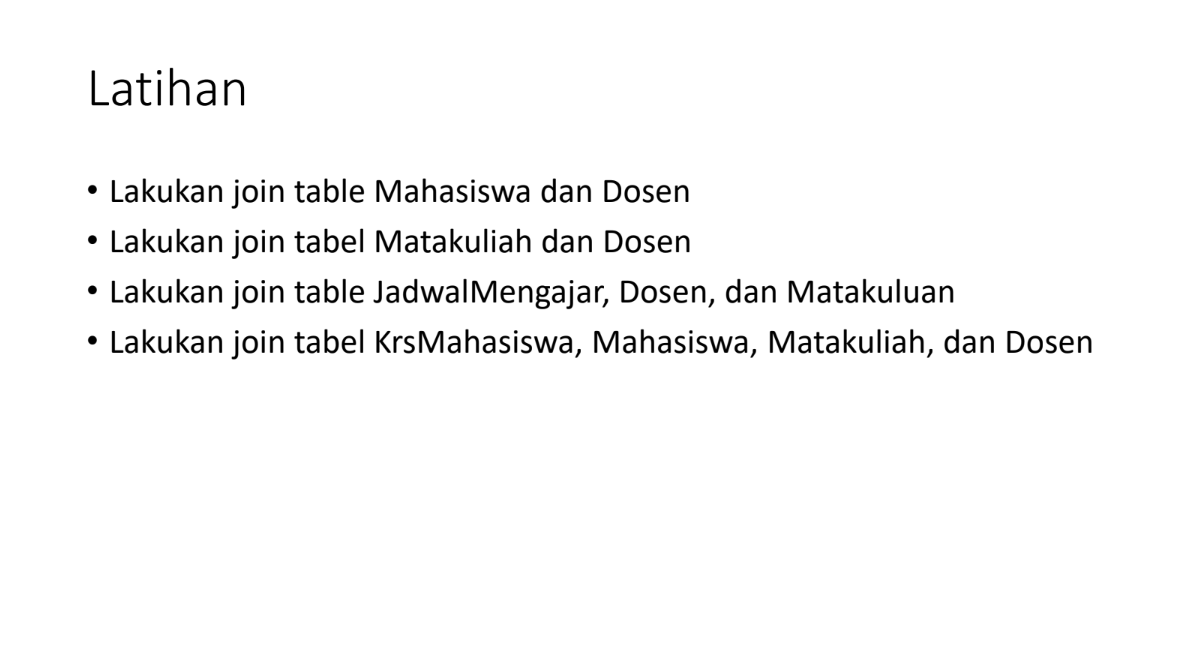 Latihan
• Lakukan join table Mahasiswa dan Dosen
• Lakukan join tabel Matakuliah dan Dosen
• Lakukan join table JadwalMengajar, Dosen, dan Matakuluan
• Lakukan join tabel KrsMahasiswa, Mahasiswa, Matakuliah, dan Dosen